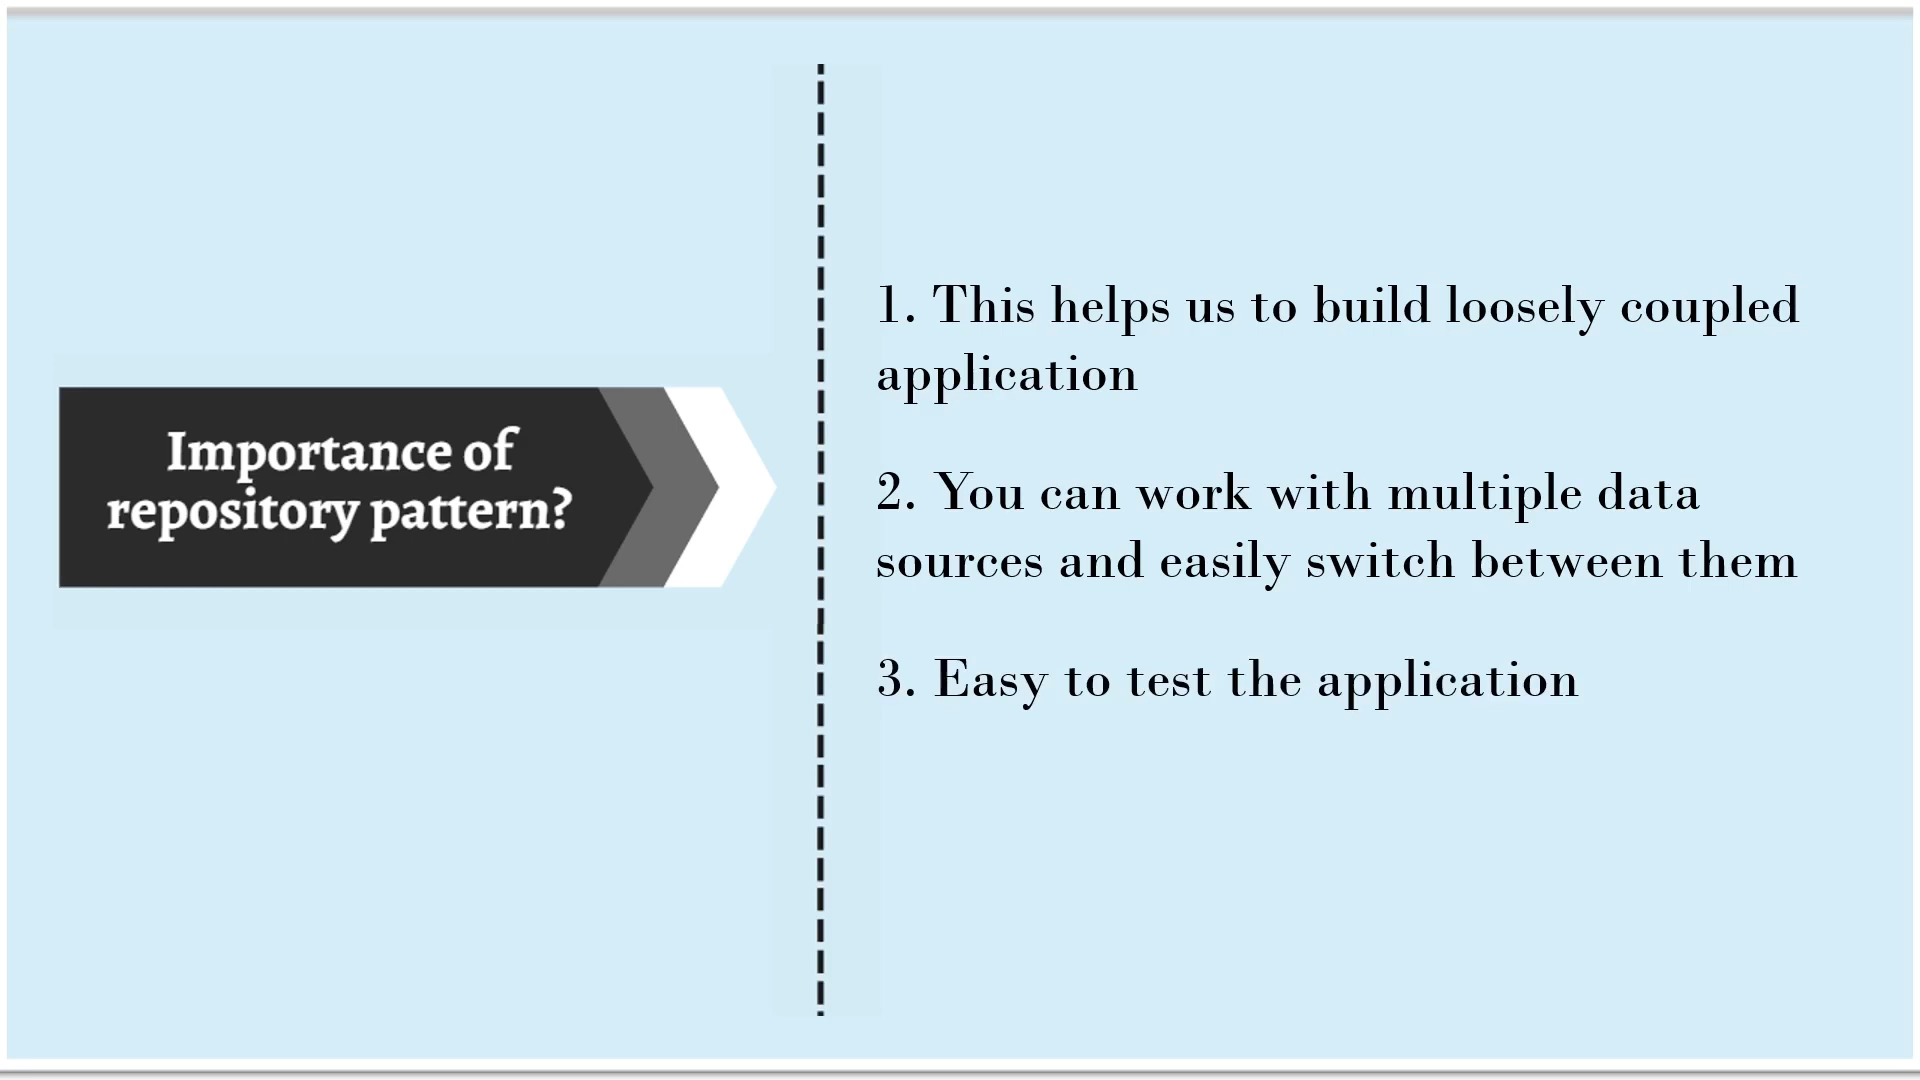 Importance of
repository pattern?
1. This helps us to build loosely coupled
application
2. You can work with multiple data
sources and easily switch between them
3. Easy to test the application